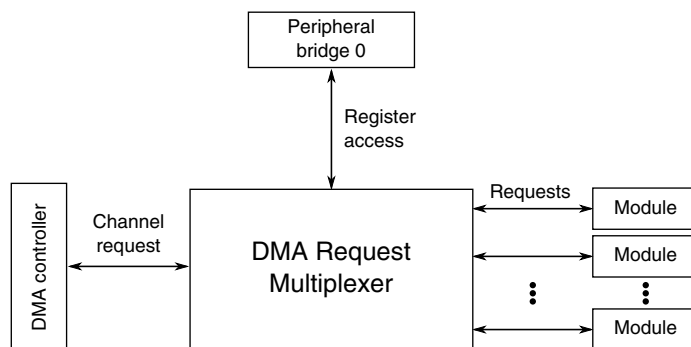 Peripheral
bridge 0
Register
access
DMA controller
Channel
request
DMA Request
Multiplexer
Requests
Module
Module
Module